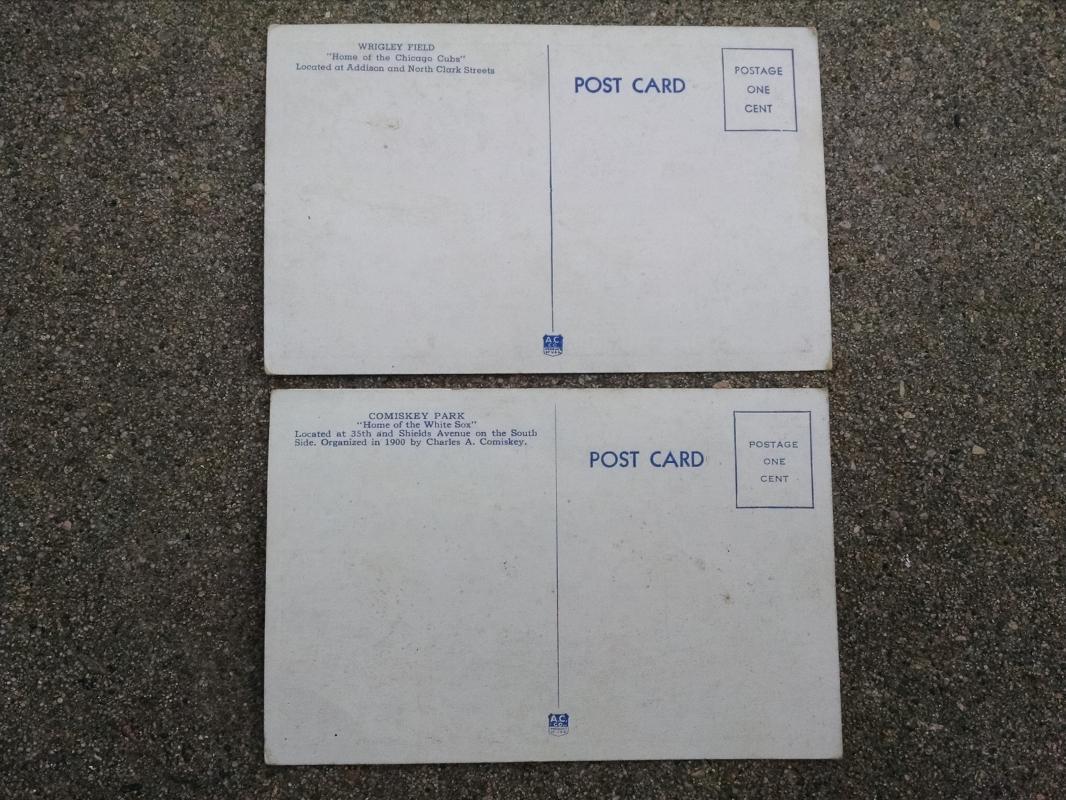 WRIGLEY FIELD
"Home of the Chicago Cubs"
Located at Addison and North Clark Streets
POST CARD
POSTAGE
ONE
CENT
A.C.
CO.
COMISKEY PARK
"Home of the White Sox"
Located at 35th and Shields Avenue on the South
Side. Organized in 1900 by Charles A. Comiskey.
POST CARD
POSTAGE
ONE
CENT
A.C.
CO.